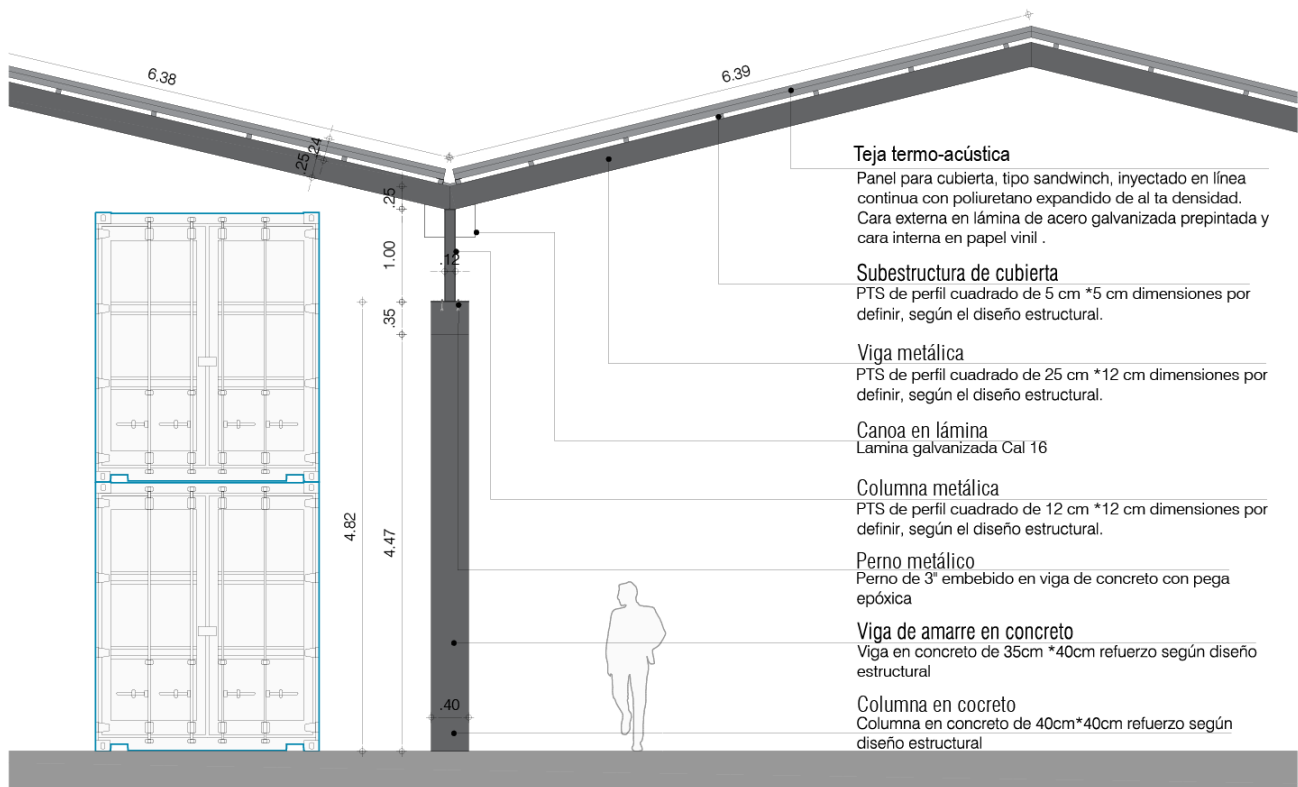 6.38
6.39
.24
.25
.25
1.00
.12
.35
4.82
4.47
.40
Teja termo-acústica
Panel para cubierta, tipo sandwinch, inyectado en línea
continua con poliuretano expandido de al ta densidad.
Cara externa en lámina de acero galvanizada prepintada y
cara interna en papel vinil .
Subestructura de cubierta
PTS de perfil cuadrado de 5 cm *5 cm dimensiones por
definir, según el diseño estructural.
Viga metálica
PTS de perfil cuadrado de 25 cm *12 cm dimensiones por
definir, según el diseño estructural.
Canoa en lámina
Lamina galvanizada Cal 16
Columna metálica
PTS de perfil cuadrado de 12 cm *12 cm dimensiones por
definir, según el diseño estructural.
Perno metálico
Perno de 3" embebido en viga de concreto con pega
epóxica
Viga de amarre en concreto
Viga en concreto de 35cm *40cm refuerzo según diseño
estructural
Columna en cocreto
Columna en concreto de 40cm*40cm refuerzo según
diseño estructural